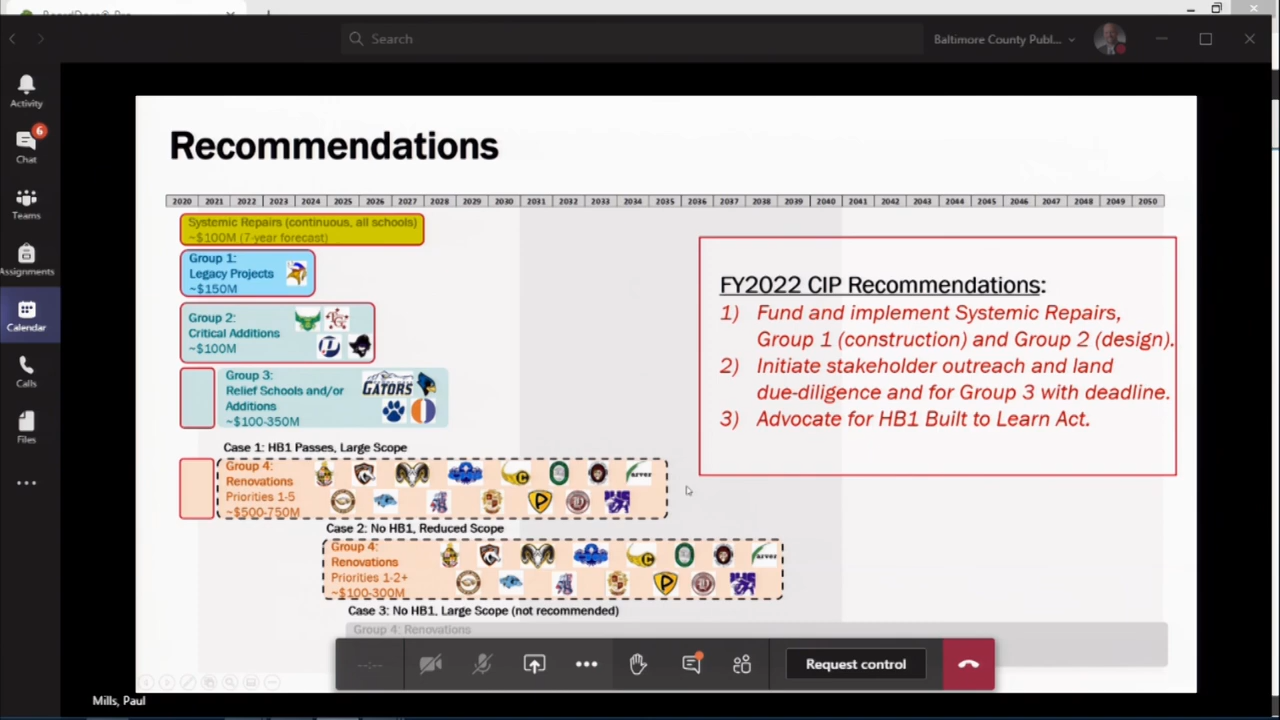 Search
Baltimore County Publ...
Activity
6
Chat
Teams
Assignments
Calendar
Calls
Files
Recommendations
2020 2021 2022 2023 2024 2025 2026 2027 2028 2029 2030 2031 2032 2033 2034 2035 2036 2037 2038 2039 2040 2041 2042 2043 2044 2045 2046 2047 2048 2049 2050
Systemic Repairs (continuous, all schools)
~$100M (7-year forecast)
Group 1:
Legacy Projects
~$150M
Group 2:
Critical Additions
~$100M
Group 3:
Relief Schools and/or
Additions
~$100-350M
GATORS
FY2022 CIP Recommendations:
1) Fund and implement Systemic Repairs,
Group 1 (construction) and Group 2 (design).
2) Initiate stakeholder outreach and land
due-diligence and for Group 3 with deadline.
3) Advocate for HB1 Built to Learn Act.
Case 1: HB1 Passes, Large Scope
Group 4:
Renovations
Priorities 1-5
~$500-750M
Case 2: No HB1, Reduced Scope
Group 4:
Renovations
Priorities 1-2+
~$100-300M
Case 3: No HB1, Large Scope (not recommended)
Group 4: Renovations
--:--
Request control
Mills, Paul